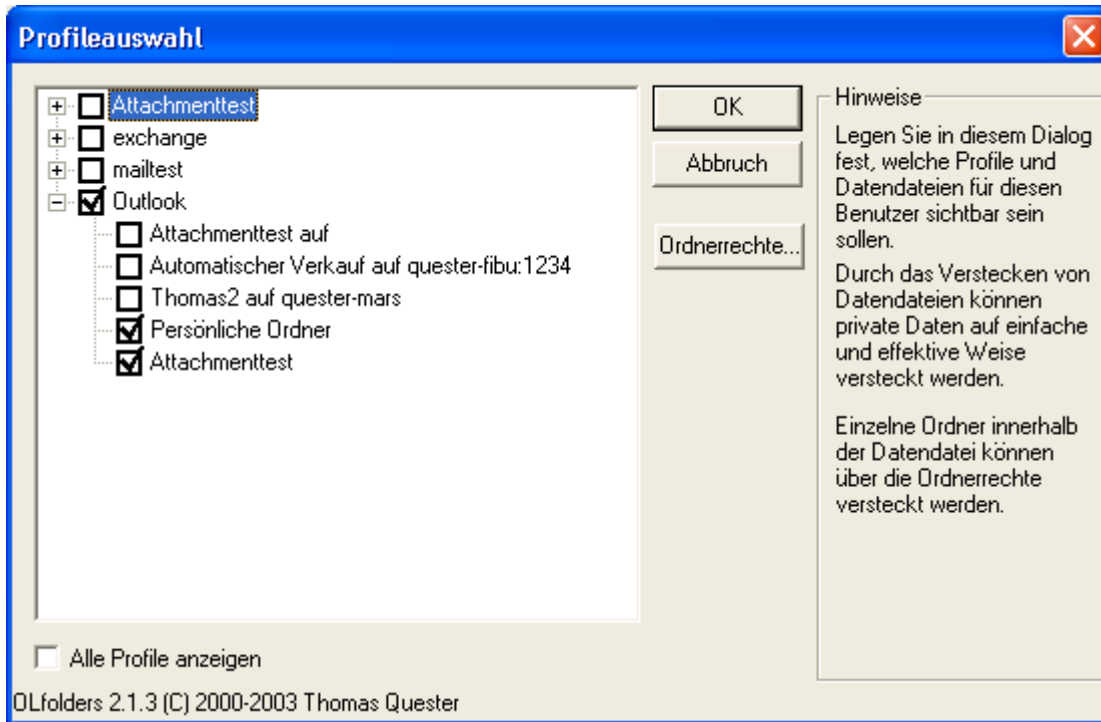 Profileauswahl
Attachmenttest
exchange
mailtest
Outlook
Attachmenttest auf
Automatischer Verkauf auf quester-fibu:1234
Thomas2 auf quester-mars
Persönliche Ordner
Attachmenttest
OK
Abbruch
Ordnerrechte...
Hinweise
Legen Sie in diesem Dialog
fest, welche Profile und
Datendateien für diesen
Benutzer sichtbar sein
sollen.
Durch das Verstecken von
Datendateien können
private Daten auf einfache
und effektive Weise
versteckt werden.
Einzelne Ordner innerhalb
der Datendatei können
über die Ordnerrechte
versteckt werden.
Alle Profile anzeigen
OLfolders 2.1.3 (C) 2000-2003 Thomas Quester